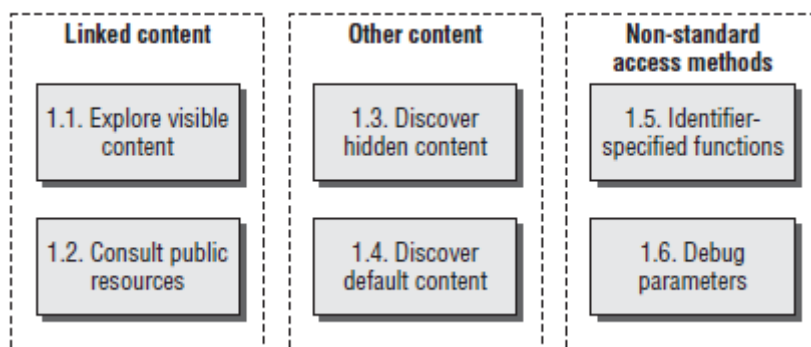 Linked content
1.1. Explore visible
content
1.2. Consult public
resources
Other content
1.3. Discover
hidden content
1.4. Discover
default content
Non-standard
access methods
1.5. Identifier-
specified functions
1.6. Debug
parameters